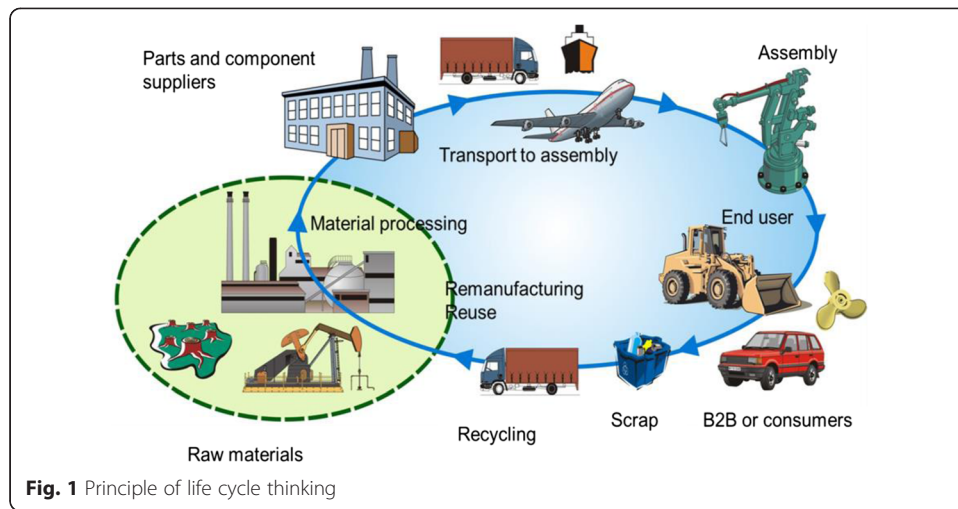 Parts and component
suppliers
Assembly
Transport to assembly
Material processing
End user
Remanufacturing
Reuse
Recycling
Scrap
B2B or consumers
Raw materials
Fig. 1 Principle of life cycle thinking